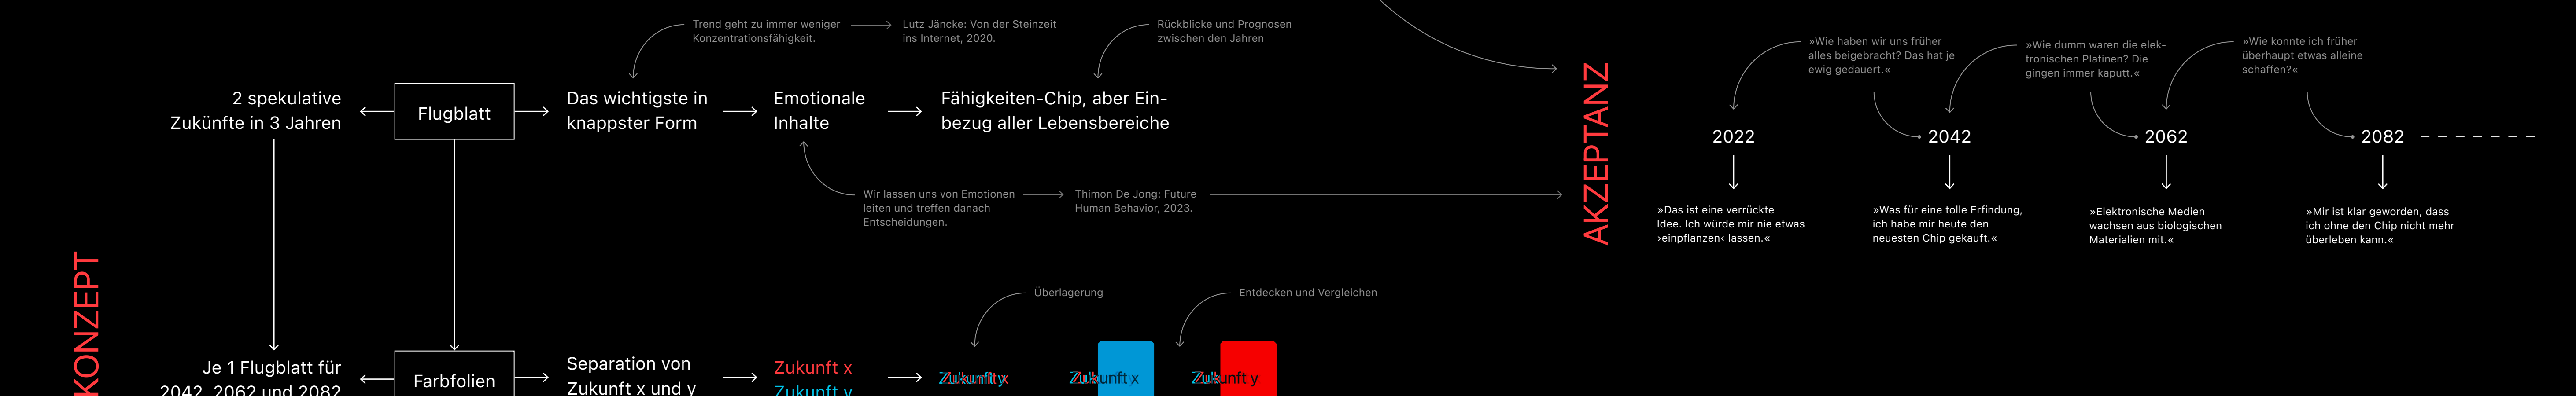 Trend geht zu immer weniger
Konzentrationsfähigkeit.
Lutz Jäncke: Von der Steinzeit
ins Internet, 2020.
Rückblicke und Prognosen
zwischen den Jahren
2 spekulative
Zukünfte in 3 Jahren
Flugblatt
Das wichtigste in
knappster Form
Emotionale
Inhalte
Fähigkeiten-Chip, aber Ein-
bezug aller Lebensbereiche
Wir lassen uns von Emotionen
leiten und treffen danach
Entscheidungen.
Thimon De Jong: Future
Human Behavior, 2023.
KONZEPT
Überlagerung
Entdecken und Vergleichen
Je 1 Flugblatt für
2042, 2062 und 2082
Farbfolien
Separation von
Zukunft x und y
Zukunft x
Zukunft y
Zukunft x
Zukunft y
AKZEPTANZ
»Wie haben wir uns früher
alles beigebracht? Das hat je
ewig gedauert.«
»Wie dumm waren die elek-
tronischen Platinen? Die
gingen immer kaputt.«
»Wie konnte ich früher
überhaupt etwas alleine
schaffen?«
2022
2042
2062
2082
»Das ist eine verrückte
Idee. Ich würde mir nie etwas
›einpflanzen‹ lassen.«
»Was für eine tolle Erfindung,
ich habe mir heute den
neuesten Chip gekauft.«
»Elektronische Medien
wachsen aus biologischen
Materialien mit.«
»Mir ist klar geworden, dass
ich ohne den Chip nicht mehr
überleben kann.«